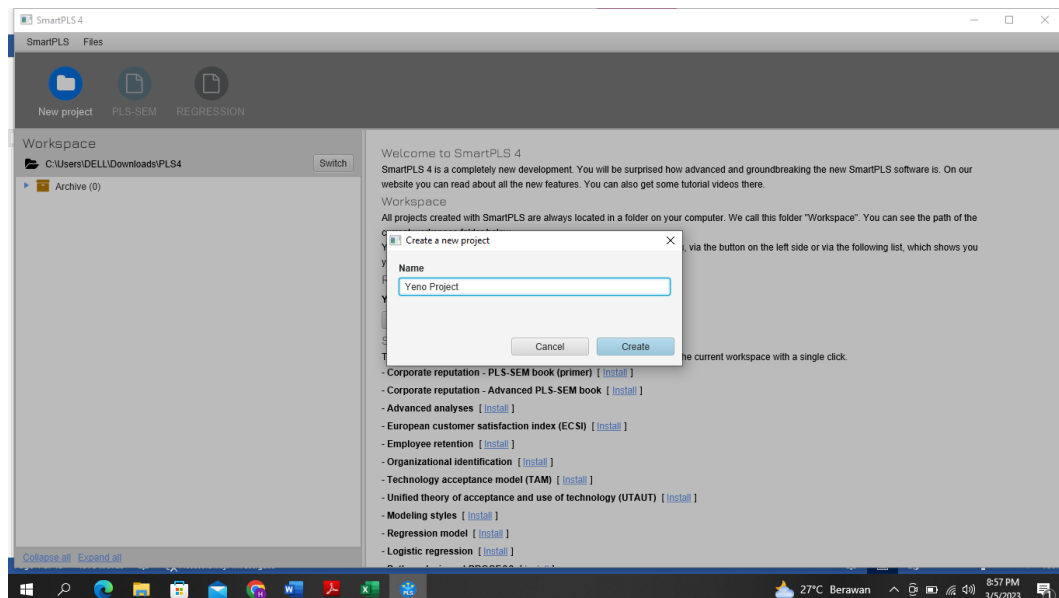 SmartPLS 4
SmartPLS Files
New project PLS-SEM REGRESSION
Workspace
C:\Users\DELL\Downloads\PLS4 Switch
Archive (0)
Collapse all Expand all
Welcome to SmartPLS 4
SmartPLS 4 is a completely new development. You will be surprised how advanced and groundbreaking the new SmartPLS software is. On our
website you can read about all the new features. You can also get some tutorial videos there.
Workspace
All projects created with SmartPLS are always located in a folder on your computer. We call this folder "Workspace". You can see the path of the
, via the button on the left side or via the following list, which shows you
Create a new project
Name
Yeno Project
Cancel Create
he current workspace with a single click.
- Corporate reputation - PLS-SEM book (primer) [ Install ]
- Corporate reputation - Advanced PLS-SEM book [ Install ]
- Advanced analyses [ Install ]
- European customer satisfaction index (ECSI) [ Install ]
- Employee retention [ Install ]
- Organizational identification [ Install ]
- Technology acceptance model (TAM) [ Install ]
- Unified theory of acceptance and use of technology (UTAUT) [ Install ]
- Modeling styles [ Install ]
- Regression model [ Install ]
- Logistic regression [ Install ]
27°C Berawan
8:57 PM
3/5/2023